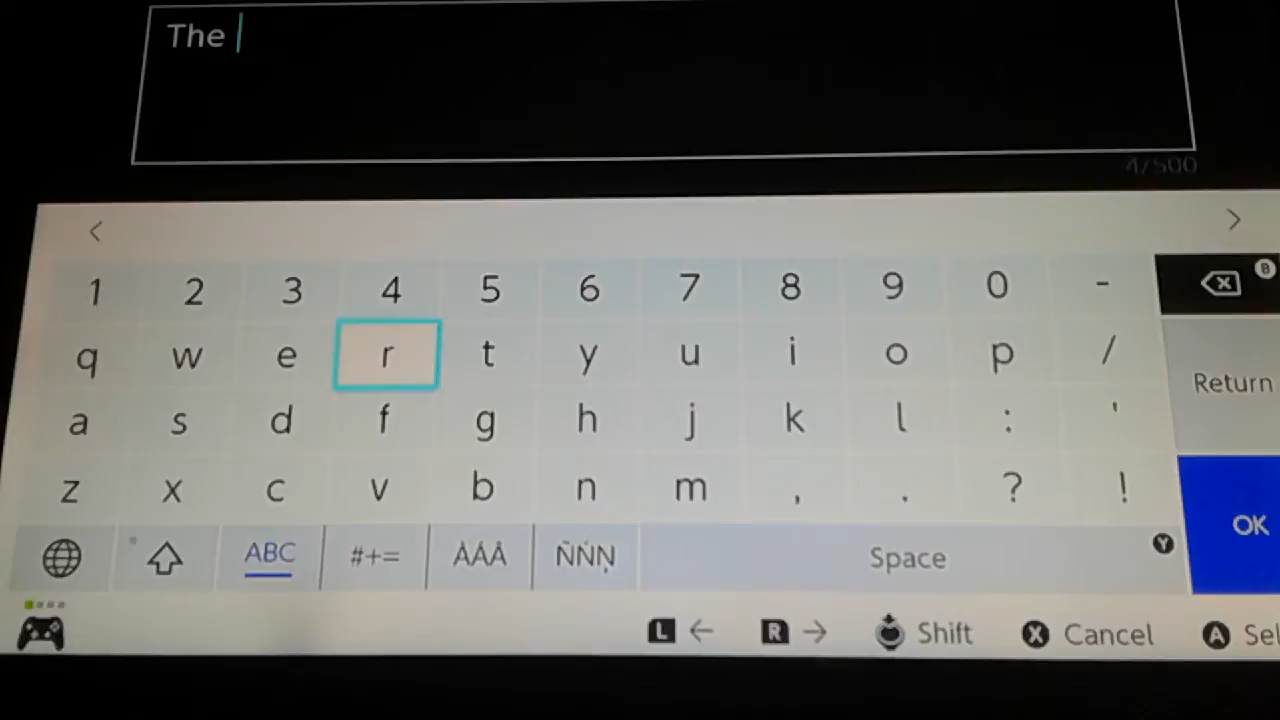 The
4/500
< >
1 2 3 4 5 6 7 8 9 0 -
q w e r t y u i o p /
Return
a s d f g h j k l : '
z x c v b n m , . ? !
OK
ABC #+= ÀÁÂ ÑŃŅ Space Y
L ← R → Shift X Cancel A Sel
B